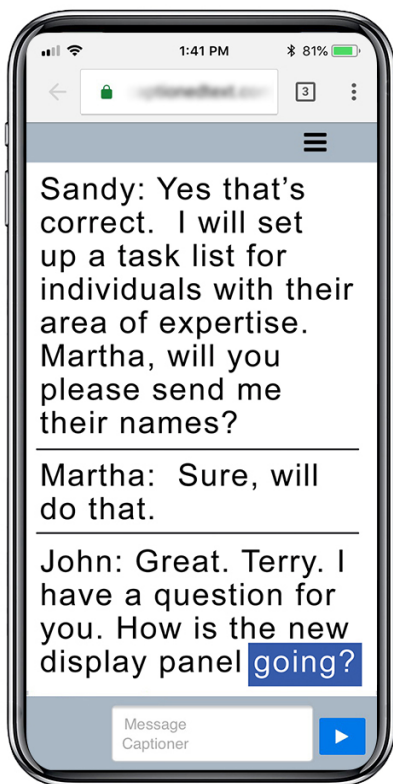 1:41 PM
81%
3
Sandy: Yes that's
correct.  I will set
up a task list for
individuals with their
area of expertise.
Martha, will you
please send me
their names?
Martha:  Sure, will
do that.
John: Great. Terry. I
have a question for
you. How is the new
display panel going?
Message
Captioner